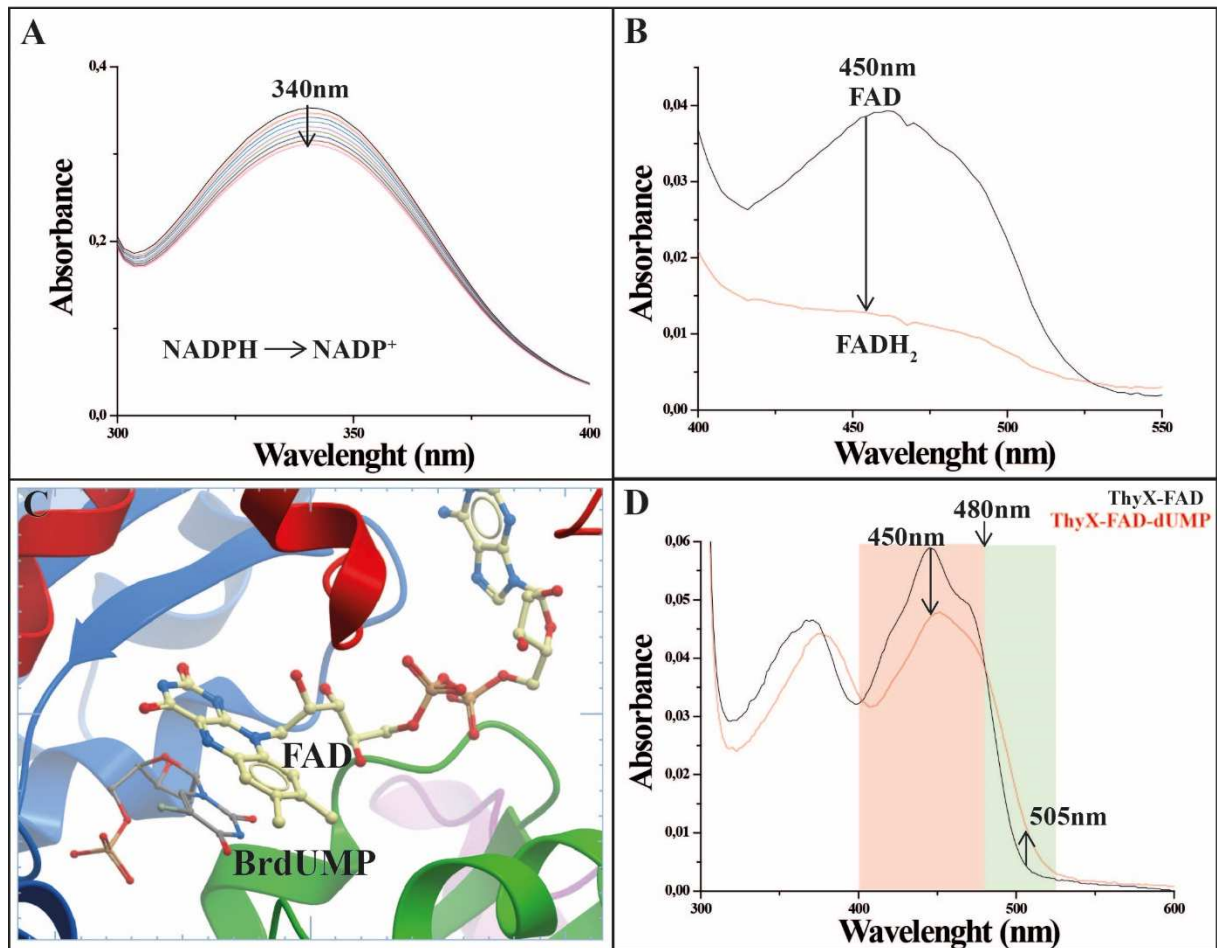 A
340nm
0,4
0,2
0,0
300
350
400
Absorbance
Wavelenght (nm)
NADPH → NADP⁺
B
450nm
FAD
0,04
0,03
0,02
0,01
0,00
400
450
500
550
Absorbance
Wavelenght (nm)
FADH₂
C
FAD
BrdUMP
D
ThyX-FAD
ThyX-FAD-dUMP
480nm
450nm
505nm
0,06
0,05
0,04
0,03
0,02
0,01
0,00
300
400
500
600
Absorbance
Wavelenght (nm)